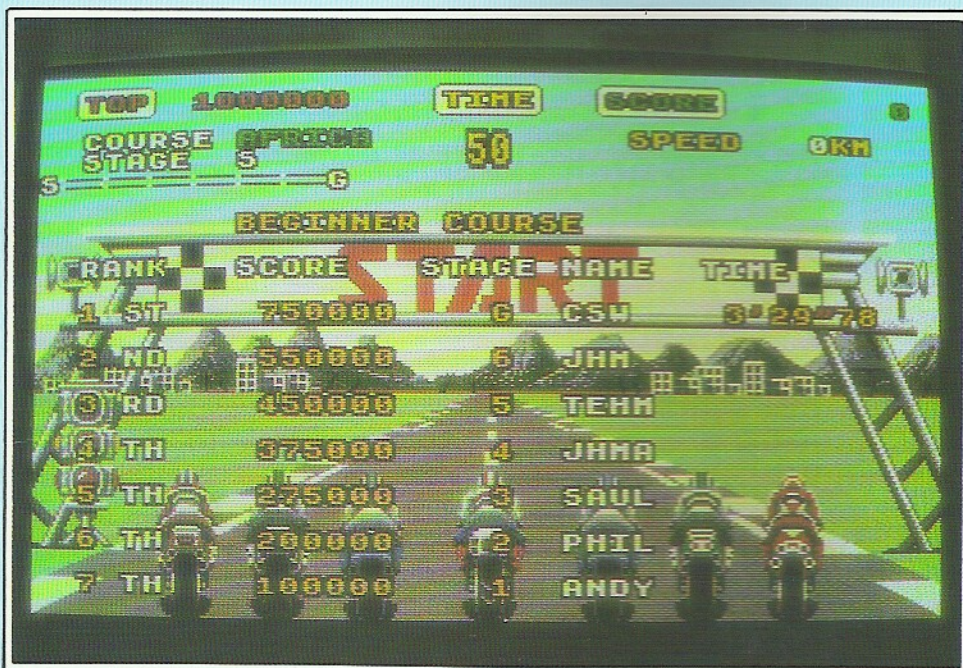 TOP 1000000 TIME SCORE 0
COURSE AFRICA 50 SPEED 0KM
STAGE S
S G
BEGINNER COURSE
START
RANK SCORE STAGE NAME TIME
1 ST 750000 G CSW 3'29"78
2 ND 550000 6 JHM
3 RD 450000 5 TEHM
4 TH 375000 4 JHMA
5 TH 275000 3 SAUL
6 TH 200000 2 PHIL
7 TH 100000 1 ANDY